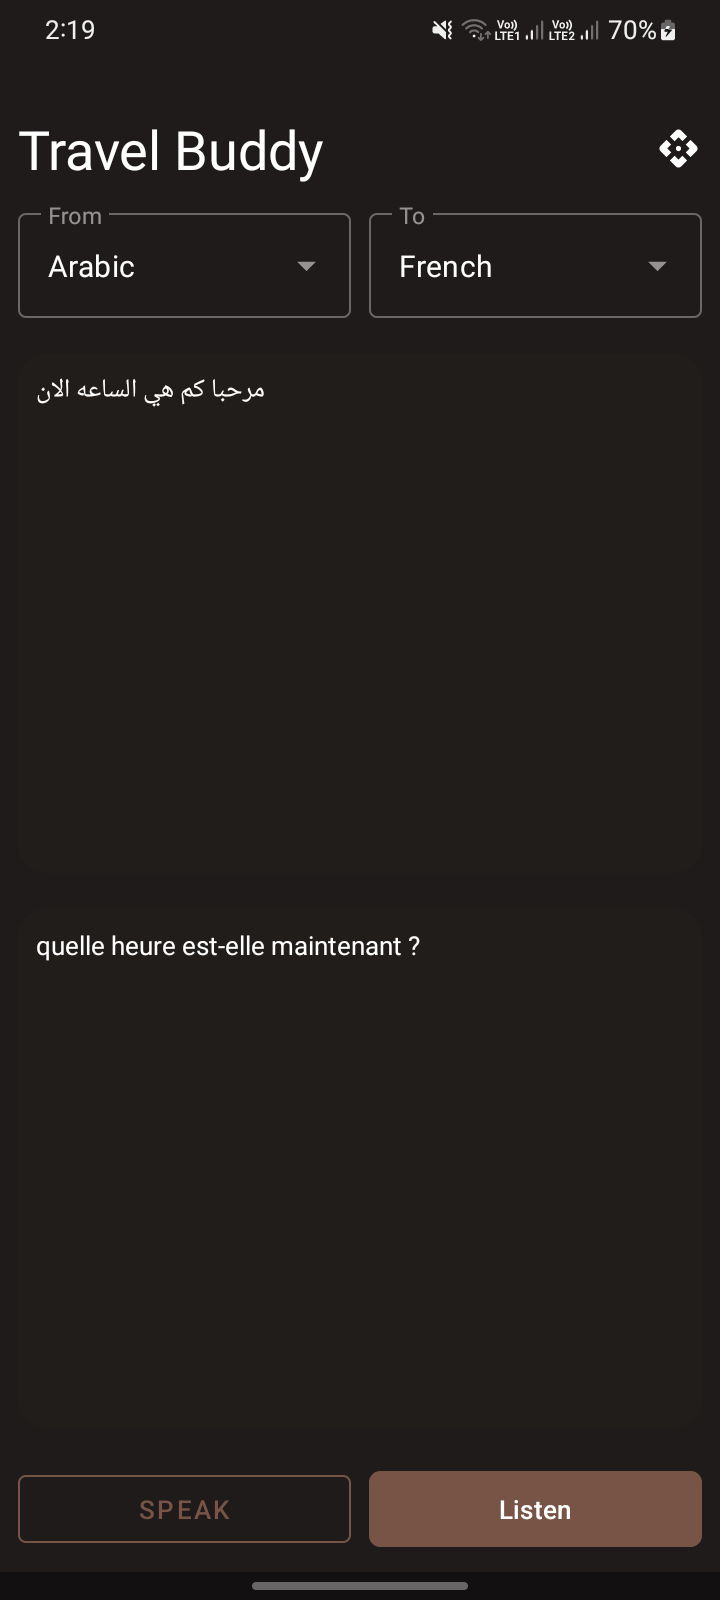 2:19
Vo)) LTE1 Vo)) LTE2 70%
Travel Buddy
From To
Arabic French
مرحبا كم هي الساعه الان
quelle heure est-elle maintenant ?
SPEAK Listen